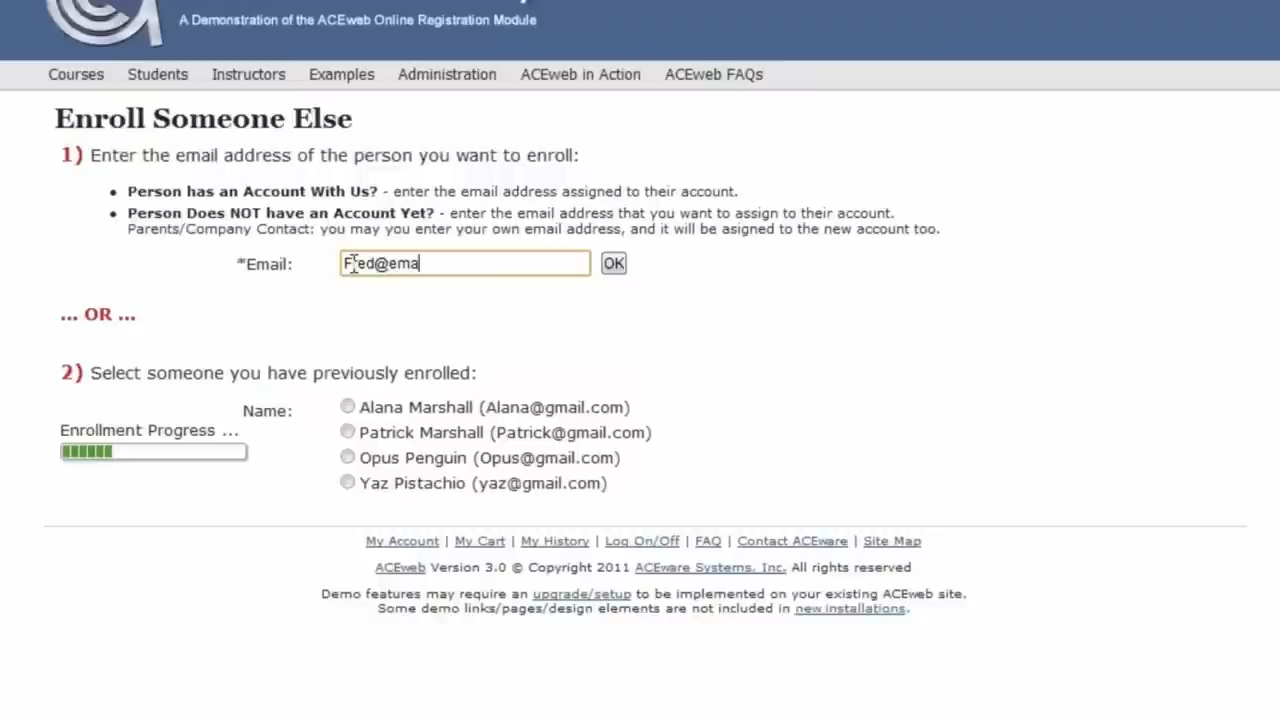 A Demonstration of the ACEweb Online Registration Module
Courses Students Instructors Examples Administration ACEweb in Action ACEweb FAQs
Enroll Someone Else
1) Enter the email address of the person you want to enroll:
• Person has an Account With Us? - enter the email address assigned to their account.
• Person Does NOT have an Account Yet? - enter the email address that you want to assign to their account.
Parents/Company Contact: you may you enter your own email address, and it will be asigned to the new account too.
*Email: Fred@ema OK
... OR ...
2) Select someone you have previously enrolled:
Name: Alana Marshall (Alana@gmail.com)
Enrollment Progress ... Patrick Marshall (Patrick@gmail.com)
Opus Penguin (Opus@gmail.com)
Yaz Pistachio (yaz@gmail.com)
My Account | My Cart | My History | Log On/Off | FAQ | Contact ACEware | Site Map
ACEweb Version 3.0 © Copyright 2011 ACEware Systems, Inc. All rights reserved
Demo features may require an upgrade/setup to be implemented on your existing ACEweb site.
Some demo links/pages/design elements are not included in new installations.